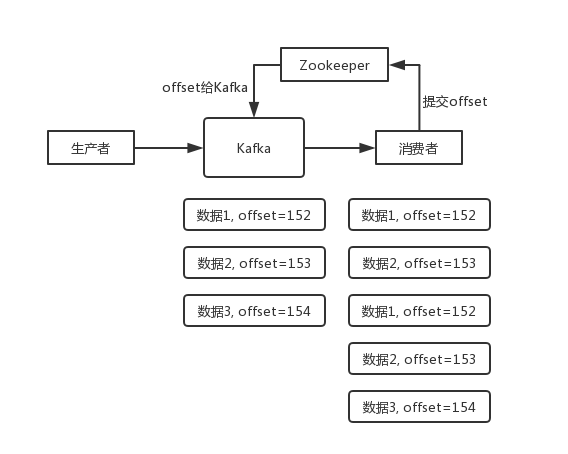 Zookeeper
offset给Kafka
提交offset
生产者
Kafka
消费者
数据1, offset=152
数据1, offset=152
数据2, offset=153
数据2, offset=153
数据3, offset=154
数据1, offset=152
数据2, offset=153
数据3, offset=154